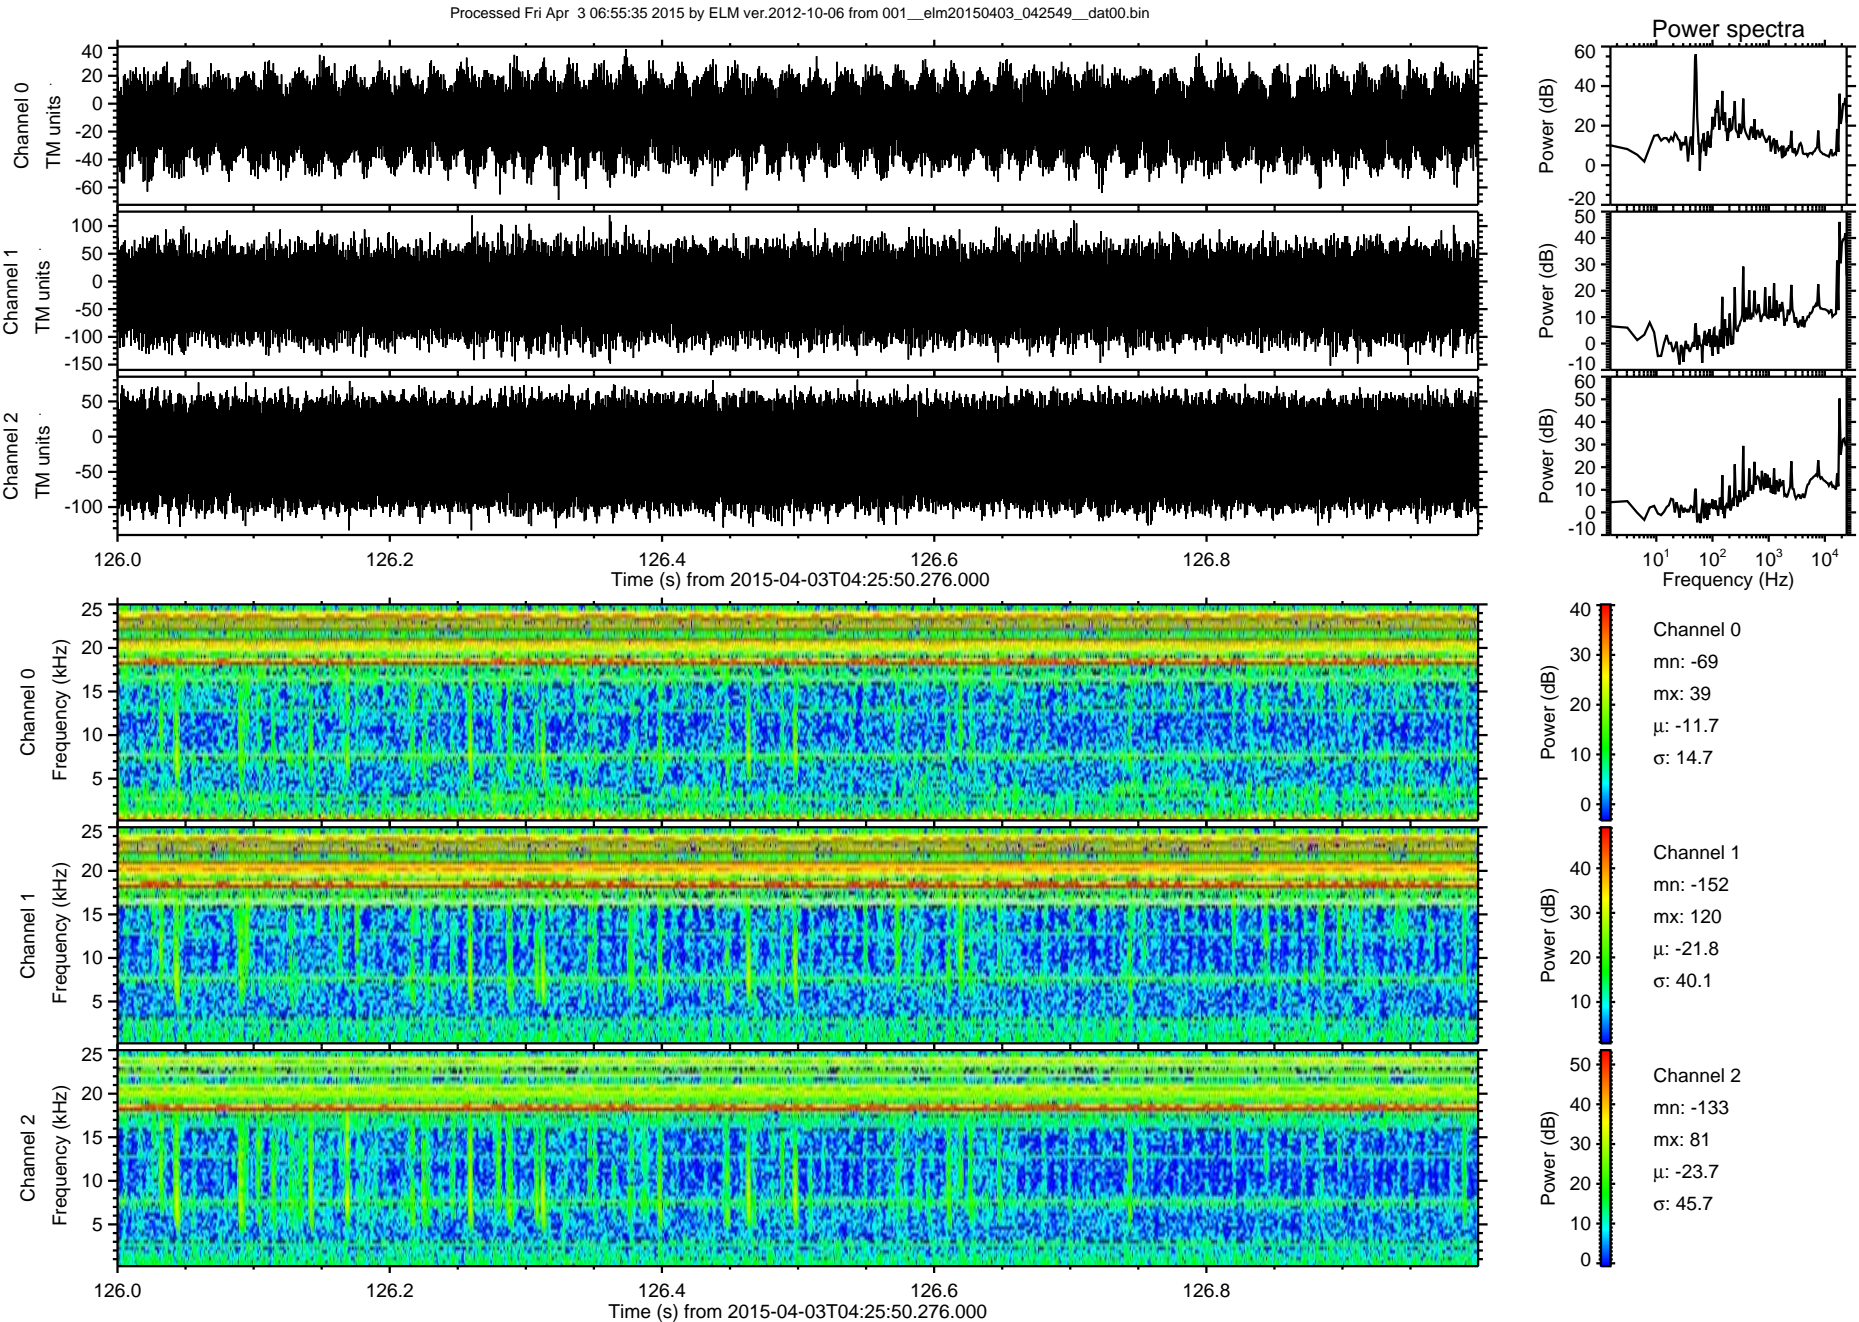 Processed Fri Apr  3 06:55:35 2015 by ELM ver.2012-10-06 from 001__elm20150403_042549__dat00.bin
Power spectra
Channel 0
TM units
40
20
0
-20
-40
-60
Power (dB)
60
40
20
0
-20
Channel 1
TM units
100
50
0
-50
-100
-150
Power (dB)
50
40
30
20
10
0
-10
Channel 2
TM units
50
0
-50
-100
Power (dB)
60
50
40
30
20
10
0
-10
126.0 126.2 126.4 126.6 126.8
Time (s) from 2015-04-03T04:25:50.276.000
10¹ 10² 10³ 10⁴
Frequency (Hz)
Channel 0
Frequency (kHz)
25
20
15
10
5
Power (dB)
40
30
20
10
0
Channel 0
mn: -69
mx: 39
µ: -11.7
σ: 14.7
Channel 1
Frequency (kHz)
25
20
15
10
5
Power (dB)
40
30
20
10
Channel 1
mn: -152
mx: 120
µ: -21.8
σ: 40.1
Channel 2
Frequency (kHz)
25
20
15
10
5
Power (dB)
50
40
30
20
10
0
Channel 2
mn: -133
mx: 81
µ: -23.7
σ: 45.7
126.0 126.2 126.4 126.6 126.8
Time (s) from 2015-04-03T04:25:50.276.000